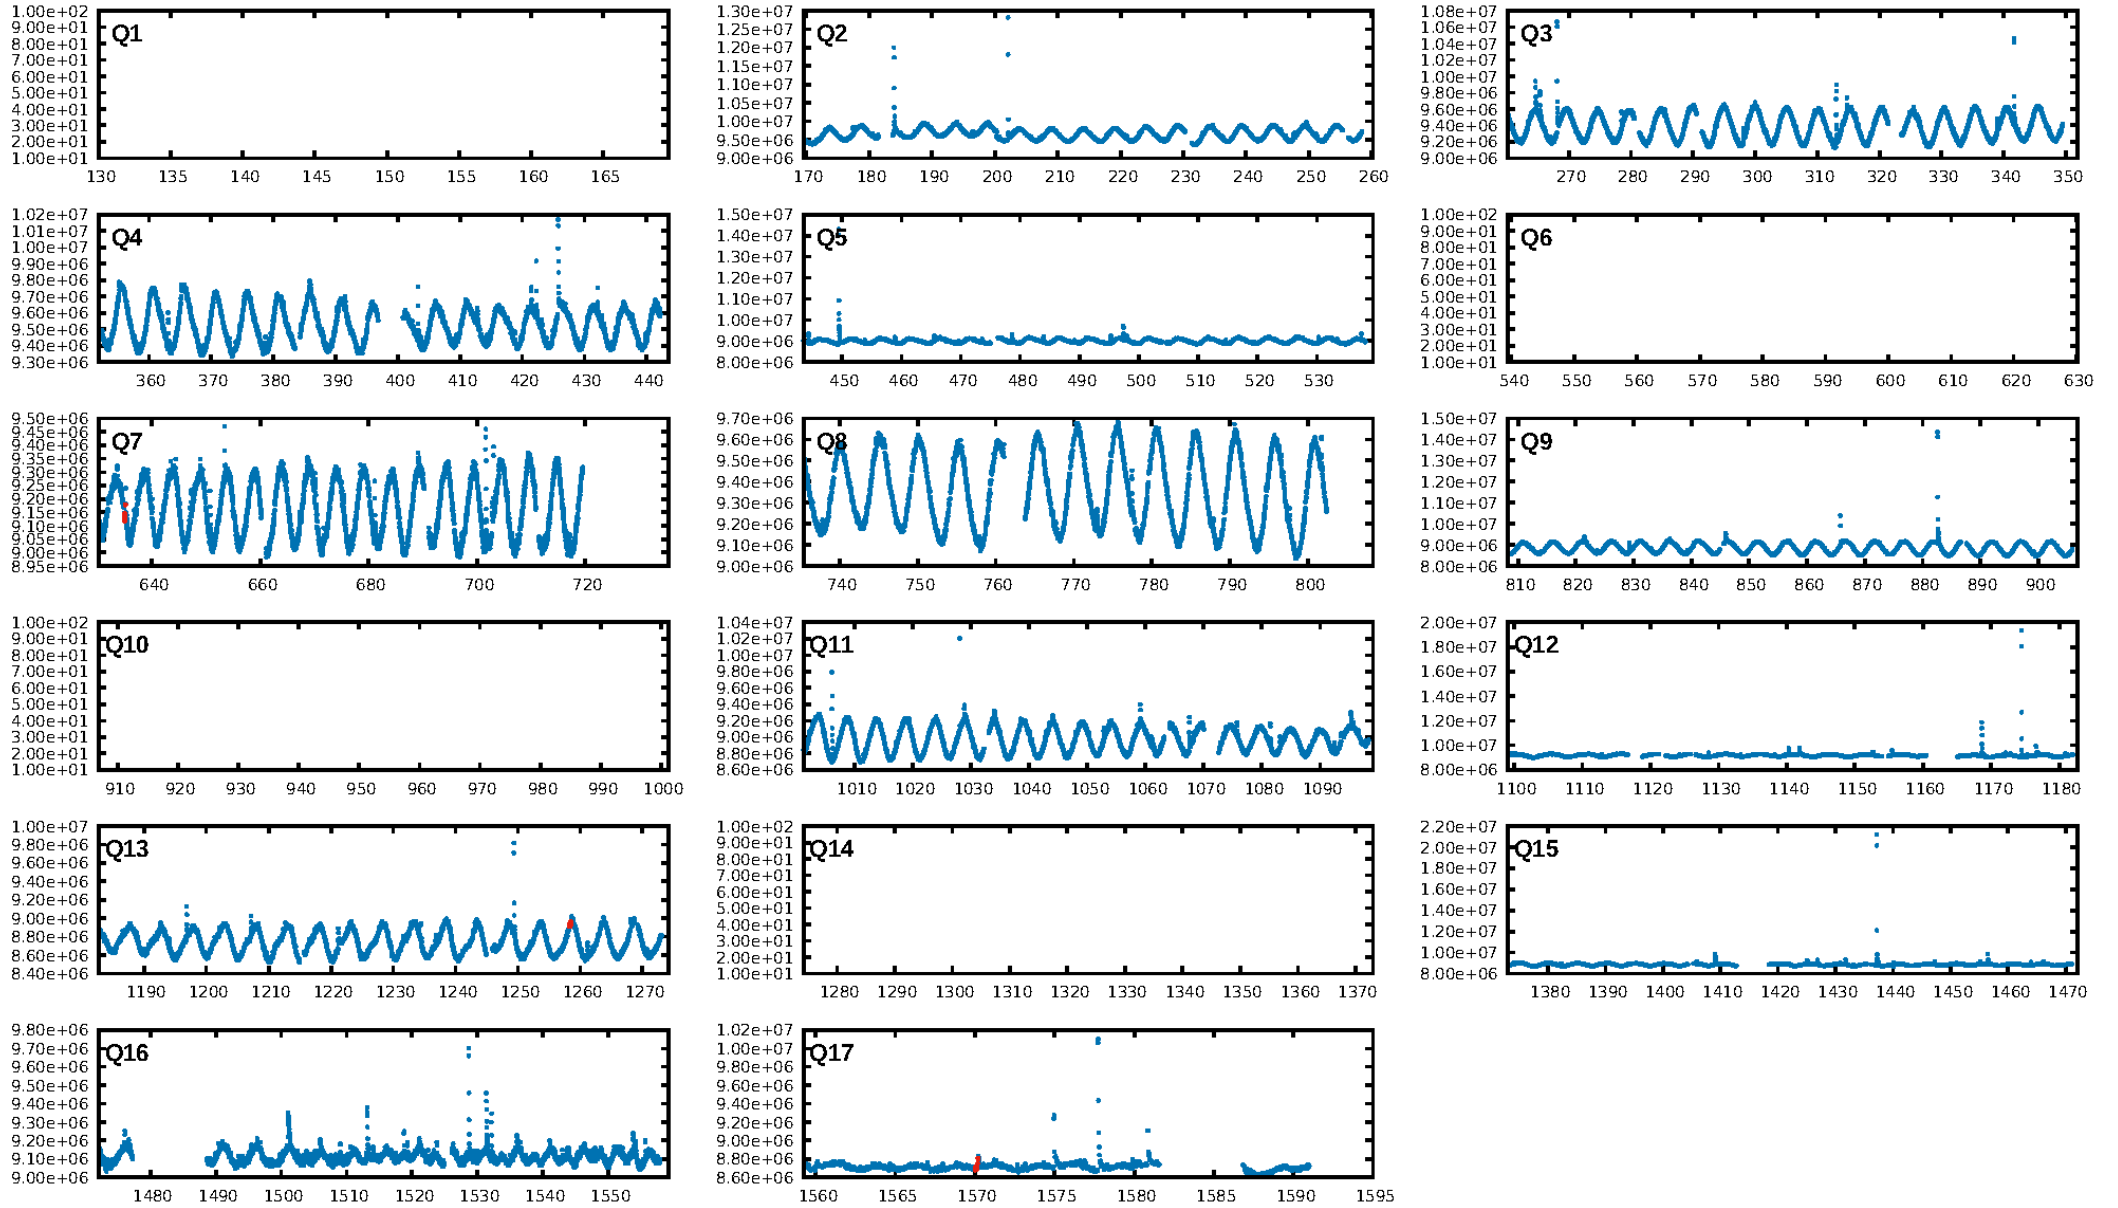 1.00e+02
9.00e+01
8.00e+01
7.00e+01
6.00e+01
5.00e+01
4.00e+01
3.00e+01
2.00e+01
1.00e+01
Q1
130 135 140 145 150 155 160 165
1.30e+07
1.25e+07
1.20e+07
1.15e+07
1.10e+07
1.05e+07
1.00e+07
9.50e+06
9.00e+06
Q2
170 180 190 200 210 220 230 240 250 260
1.08e+07
1.06e+07
1.04e+07
1.02e+07
1.00e+07
9.80e+06
9.60e+06
9.40e+06
9.20e+06
9.00e+06
Q3
270 280 290 300 310 320 330 340 350
1.02e+07
1.01e+07
1.00e+07
9.90e+06
9.80e+06
9.70e+06
9.60e+06
9.50e+06
9.40e+06
9.30e+06
Q4
360 370 380 390 400 410 420 430 440
1.50e+07
1.40e+07
1.30e+07
1.20e+07
1.10e+07
1.00e+07
9.00e+06
8.00e+06
Q5
450 460 470 480 490 500 510 520 530
1.00e+02
9.00e+01
8.00e+01
7.00e+01
6.00e+01
5.00e+01
4.00e+01
3.00e+01
2.00e+01
1.00e+01
Q6
540 550 560 570 580 590 600 610 620 630
9.50e+06
9.45e+06
9.40e+06
9.35e+06
9.30e+06
9.25e+06
9.20e+06
9.15e+06
9.10e+06
9.05e+06
9.00e+06
8.95e+06
Q7
640 660 680 700 720
9.70e+06
9.60e+06
9.50e+06
9.40e+06
9.30e+06
9.20e+06
9.10e+06
9.00e+06
Q8
740 750 760 770 780 790 800
1.50e+07
1.40e+07
1.30e+07
1.20e+07
1.10e+07
1.00e+07
9.00e+06
8.00e+06
Q9
810 820 830 840 850 860 870 880 890 900
1.00e+02
9.00e+01
8.00e+01
7.00e+01
6.00e+01
5.00e+01
4.00e+01
3.00e+01
2.00e+01
1.00e+01
Q10
910 920 930 940 950 960 970 980 990 1000
1.04e+07
1.02e+07
1.00e+07
9.80e+06
9.60e+06
9.40e+06
9.20e+06
9.00e+06
8.80e+06
8.60e+06
Q11
1010 1020 1030 1040 1050 1060 1070 1080 1090
2.00e+07
1.80e+07
1.60e+07
1.40e+07
1.20e+07
1.00e+07
8.00e+06
Q12
1100 1110 1120 1130 1140 1150 1160 1170 1180
1.00e+07
9.80e+06
9.60e+06
9.40e+06
9.20e+06
9.00e+06
8.80e+06
8.60e+06
8.40e+06
Q13
1190 1200 1210 1220 1230 1240 1250 1260 1270
1.00e+02
9.00e+01
8.00e+01
7.00e+01
6.00e+01
5.00e+01
4.00e+01
3.00e+01
2.00e+01
1.00e+01
Q14
1280 1290 1300 1310 1320 1330 1340 1350 1360 1370
2.20e+07
2.00e+07
1.80e+07
1.60e+07
1.40e+07
1.20e+07
1.00e+07
8.00e+06
Q15
1380 1390 1400 1410 1420 1430 1440 1450 1460 1470
9.80e+06
9.70e+06
9.60e+06
9.50e+06
9.40e+06
9.30e+06
9.20e+06
9.10e+06
9.00e+06
Q16
1480 1490 1500 1510 1520 1530 1540 1550
1.02e+07
1.00e+07
9.80e+06
9.60e+06
9.40e+06
9.20e+06
9.00e+06
8.80e+06
8.60e+06
Q17
1560 1565 1570 1575 1580 1585 1590 1595